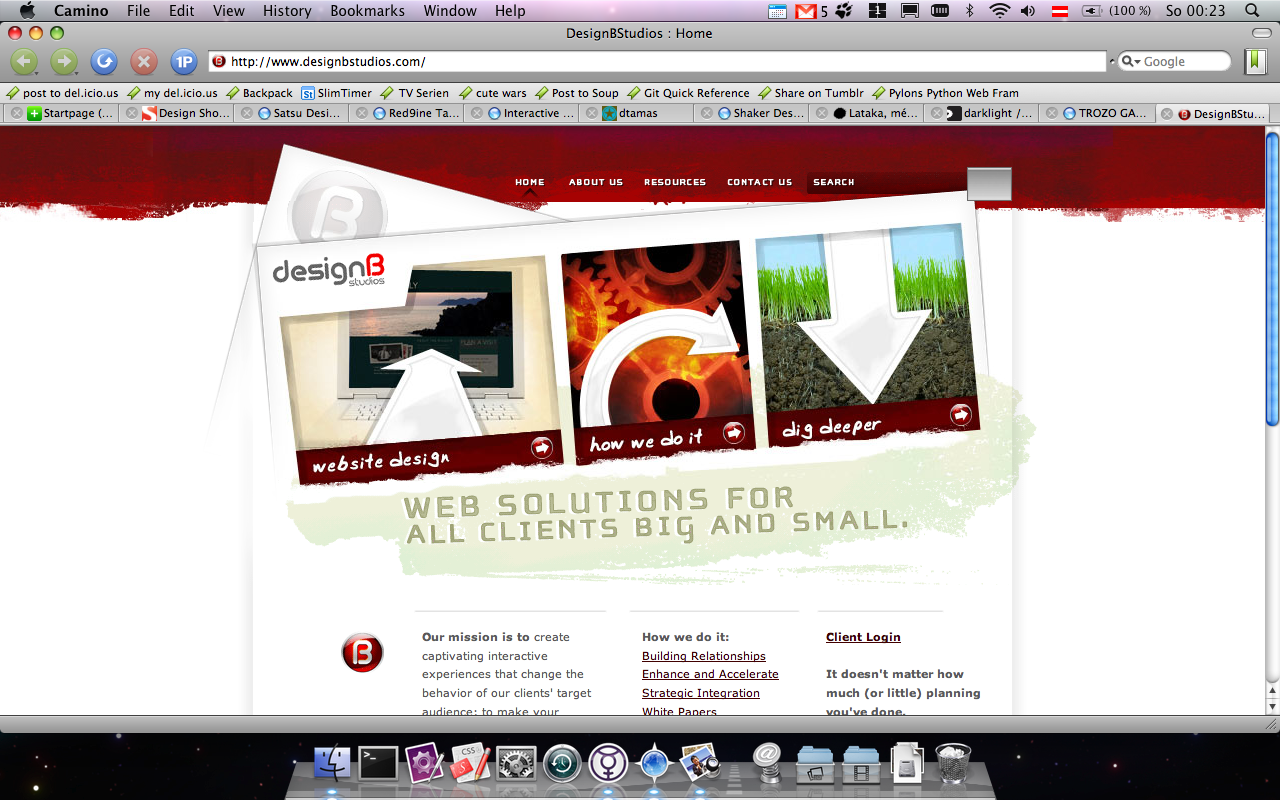 Camino File Edit View History Bookmarks Window Help 5 1 (100 %) So 00:23
DesignBStudios : Home
1P http://www.designbstudios.com/ Google
post to del.icio.us my del.icio.us Backpack St SlimTimer TV Serien cute wars Post to Soup Git Quick Reference Share on Tumblr Pylons Python Web Fram
Startpage (... Design Sho... Satsu Desi... Red9ine Ta... Interactive ... dtamas Shaker Des... Lataka, mé... darklight /... TROZO GA... DesignBStu...
HOME ABOUT US RESOURCES CONTACT US SEARCH
B
designB
studios
PLAN A VISIT
website design
how we do it
dig deeper
WEB SOLUTIONS FOR
ALL CLIENTS BIG AND SMALL.
B
Our mission is to create
captivating interactive
experiences that change the
behavior of our clients' target
audience; to make your
How we do it:
Building Relationships
Enhance and Accelerate
Strategic Integration
White Papers
Client Login
It doesn't matter how
much (or little) planning
you've done.
>_ CSS
@